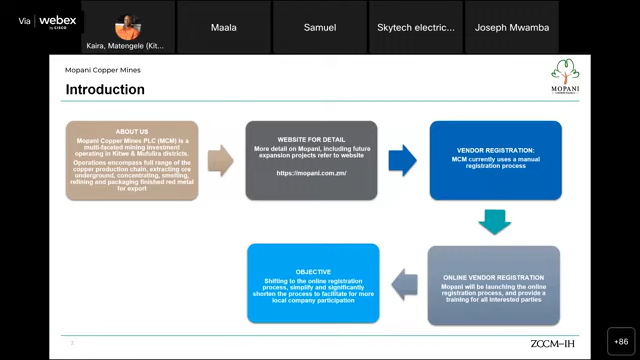 Via webex
by CISCO
Kaira, Matengele (Kit...
Maala
Samuel
Skytech electric...
Joseph Mwamba
Mopani Copper Mines
Introduction
MOPANI
ABOUT US
Mopani Copper Mines PLC (MCM) is a
multi-faceted mining investment
operating in Kitwe & Mufulira districts.
Operations encompass full range of the
copper production chain, extracting ore
underground, concentrating, smelting,
refining and packaging finished red metal
for export
WEBSITE FOR DETAIL
More detail on Mopani, including future
expansion projects refer to website
https://mopani.com.zm/
VENDOR REGISTRATION:
MCM currently uses a manual
registration process
OBJECTIVE
Shifting to the online registration
process, simplify and significantly
shorten the process to facilitate for more
local company participation
ONLINE VENDOR REGISTRATION
Mopani will be launching the online
registration process, and provide a
training for all interested parties
2
ZCCM-IH
+86